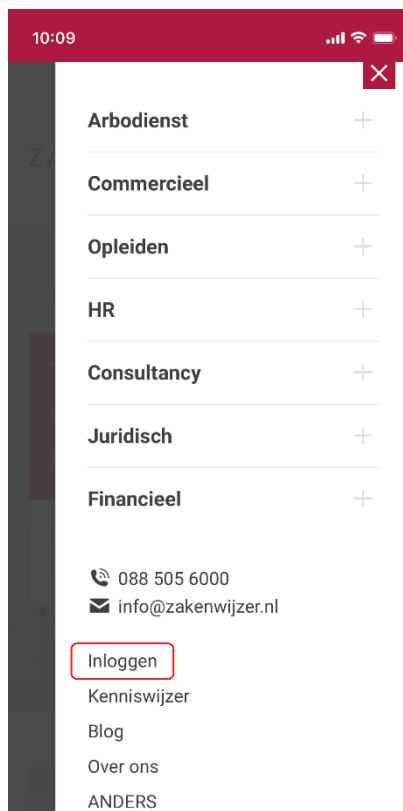 10:09
ZA
Arbodienst
Commercieel
Opleiden
HR
Consultancy
Juridisch
Financieel
088 505 6000
info@zakenwijzer.nl
Inloggen
Kenniswijzer
Blog
Over ons
ANDERS